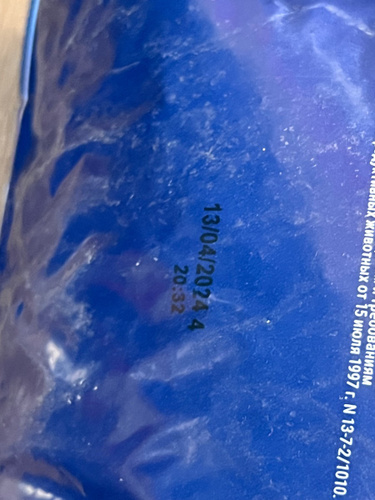 требованиям
животных от 15 июля 1997 г, N 13-7-2/1010.
13/04/2024 4
20:32